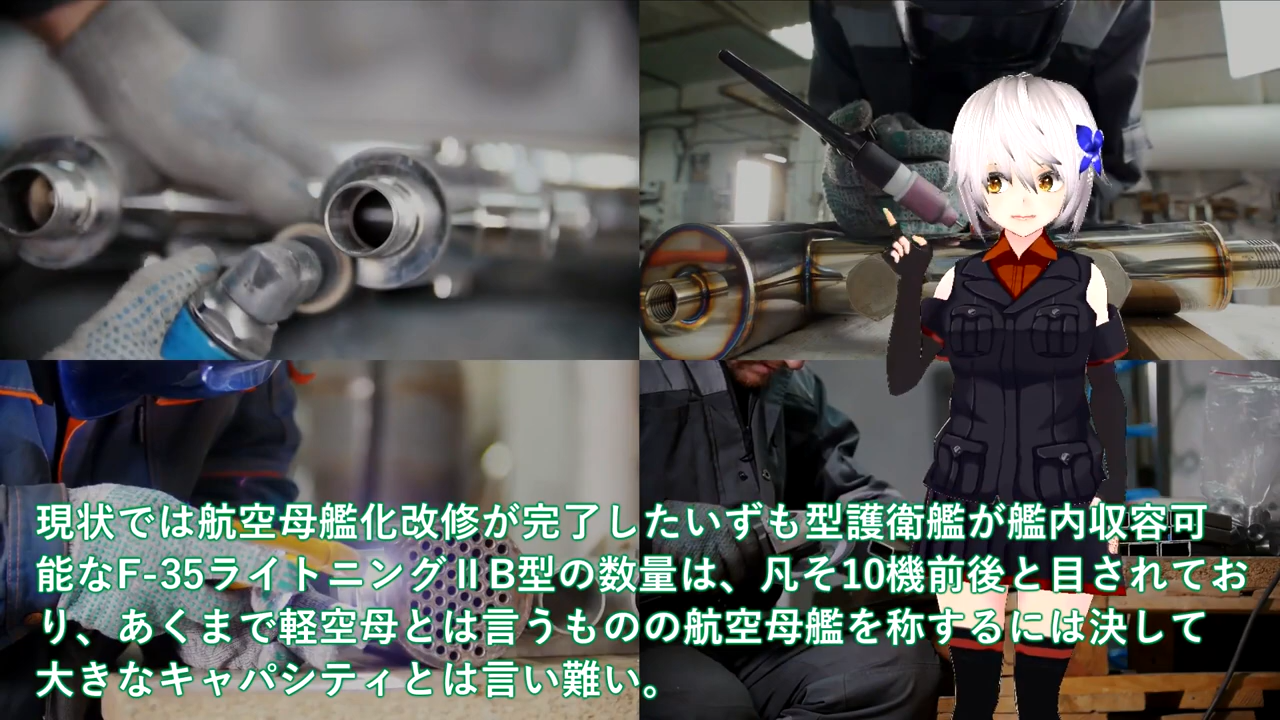 現状では航空母艦化改修が完了したいずも型護衛艦が艦内収容可
能なF-35ライトニングⅡB型の数量は、凡そ10機前後と目されてお
り、あくまで軽空母とは言うものの航空母艦を称するには決して
大きなキャパシティとは言い難い。